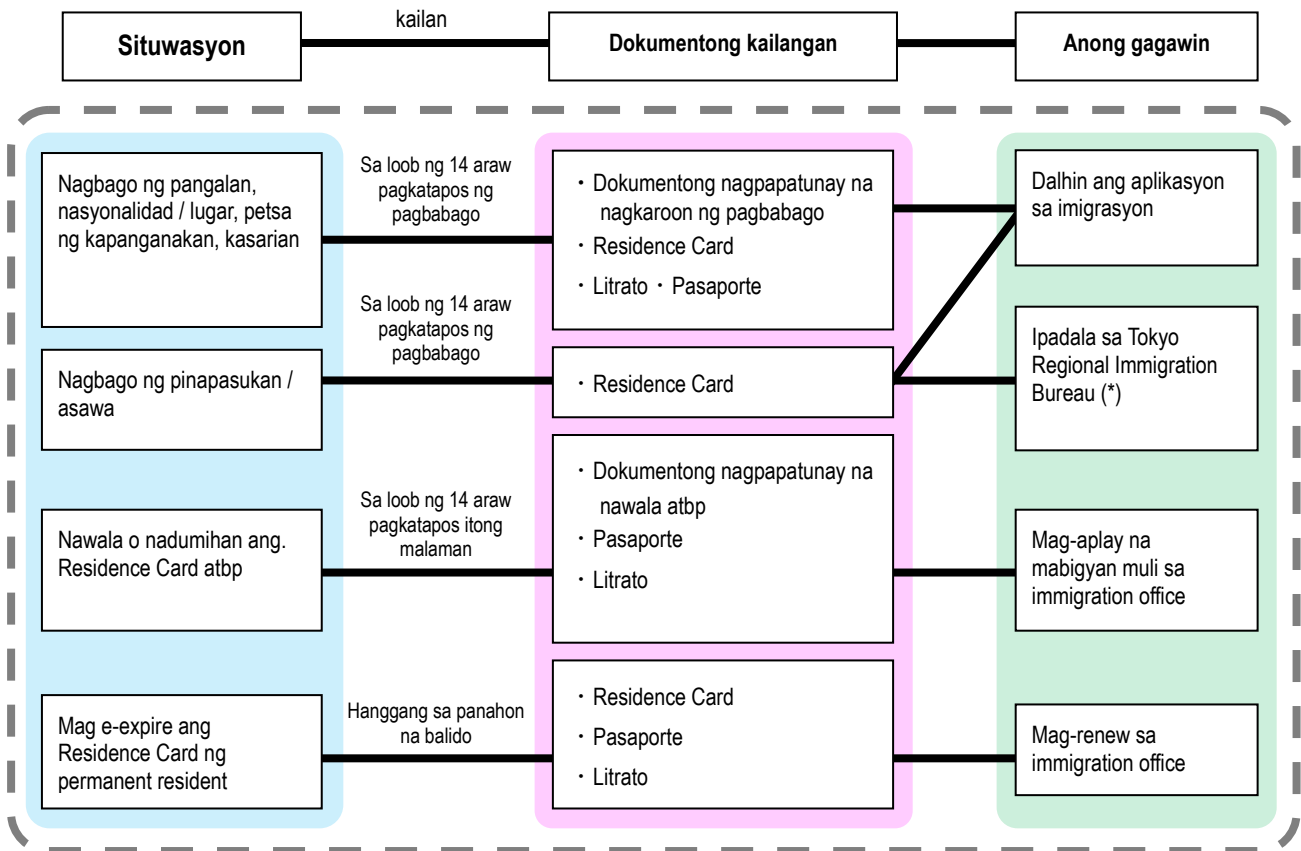 Situwasyon
kailan
Dokumentong kailangan
Anong gagawin
Nagbago ng pangalan,
nasyonalidad / lugar, petsa
ng kapanganakan, kasarian
Sa loob ng 14 araw
pagkatapos ng
pagbabago
・Dokumentong nagpapatunay na
nagkaroon ng pagbabago
・Residence Card
・Litrato・Pasaporte
Dalhin ang aplikasyon
sa imigrasyon
Nagbago ng pinapasukan /
asawa
Sa loob ng 14 araw
pagkatapos ng
pagbabago
・Residence Card
Ipadala sa Tokyo
Regional Immigration
Bureau (*)
Nawala o nadumihan ang.
Residence Card atbp
Sa loob ng 14 araw
pagkatapos itong
malaman
・Dokumentong nagpapatunay na
nawala atbp
・Pasaporte
・Litrato
Mag-aplay na
mabigyan muli sa
immigration office
Mag e-expire ang
Residence Card ng
permanent resident
Hanggang sa panahon
na balido
・Residence Card
・Pasaporte
・Litrato
Mag-renew sa
immigration office